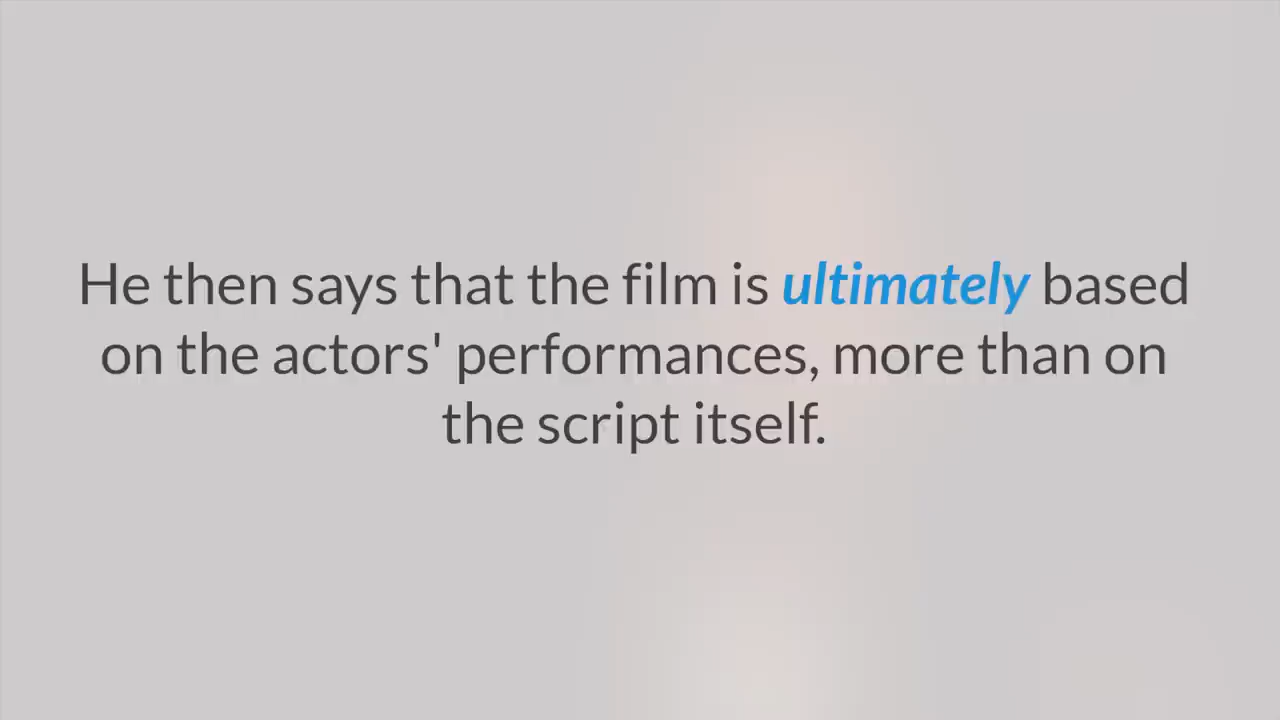 He then says that the film is ultimately based
on the actors' performances, more than on
the script itself.